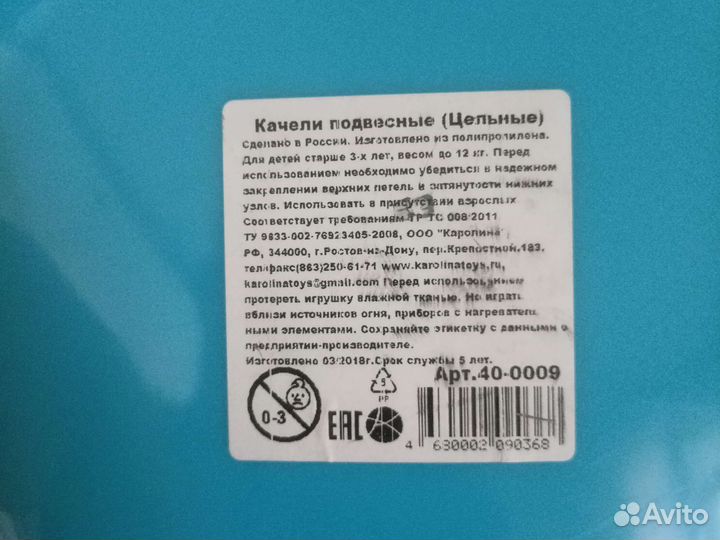 Качели подвесные (Цельные)
Сделано в России. Изготовлено из полипропилена.
Для детей старше 3-х лет, весом до 12 кг. Перед
использованием необходимо убедиться в надежном
закреплении верхних петель и затянутости нижних
узлов. Использовать в присутствии взрослых
Соответствует требованиям ТР ТС 008/2011
ТУ 9633-002-76923405-2008, ООО "Каролина"
РФ, 344000, г.Ростов-на-Дону, пер.Крепостной,183,
тел/факс(863)250-61-71 www.karolinatoys.ru,
karolinatoys@gmail.com Перед использованием
протереть игрушку влажной тканью. Не играть
вблизи источников огня, приборов с нагреватель
ными элементами. Сохраняйте этикетку с данными о
предприятии-производителе.
Изготовлено 03/2018г.Срок службы 5 лет.
Арт.40-0009
0-3
EAC
5
PP
4 630002 090368
Avito